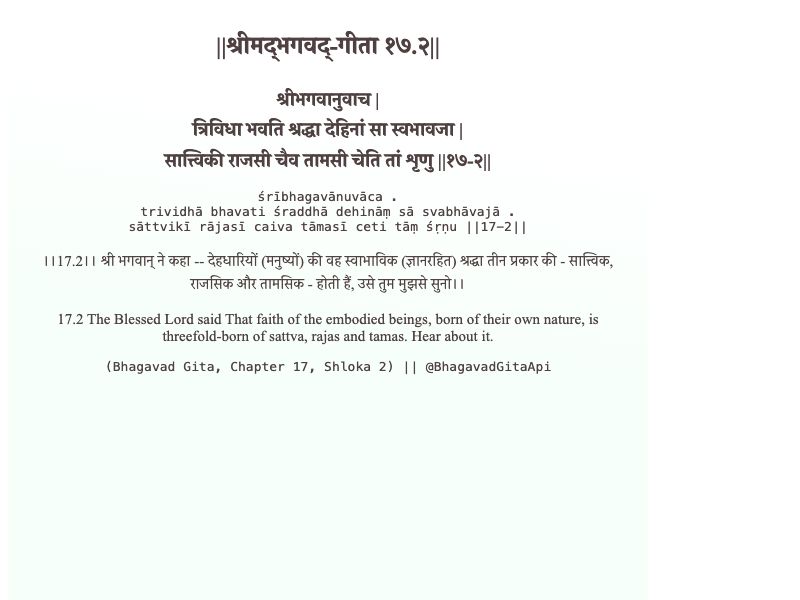 ||श्रीमद्‍भगवद्‍-गीता १७.२||
श्रीभगवानुवाच |
त्रिविधा भवति श्रद्धा देहिनां सा स्वभावजा |
सात्त्विकी राजसी चैव तामसी चेति तां शृणु ||१७-२||
śrībhagavānuvāca .
trividhā bhavati śraddhā dehināṃ sā svabhāvajā .
sāttvikī rājasī caiva tāmasī ceti tāṃ śṛṇu ||17-2||
।।17.2।। श्री भगवान् ने कहा -- देहधारियों (मनुष्यों) की वह स्वाभाविक (ज्ञानरहित) श्रद्धा तीन प्रकार की - सात्त्विक,
राजसिक और तामसिक - होती हैं, उसे तुम मुझसे सुनो।।
17.2 The Blessed Lord said That faith of the embodied beings, born of their own nature, is
threefold-born of sattva, rajas and tamas. Hear about it.
(Bhagavad Gita, Chapter 17, Shloka 2) || @BhagavadGitaApi